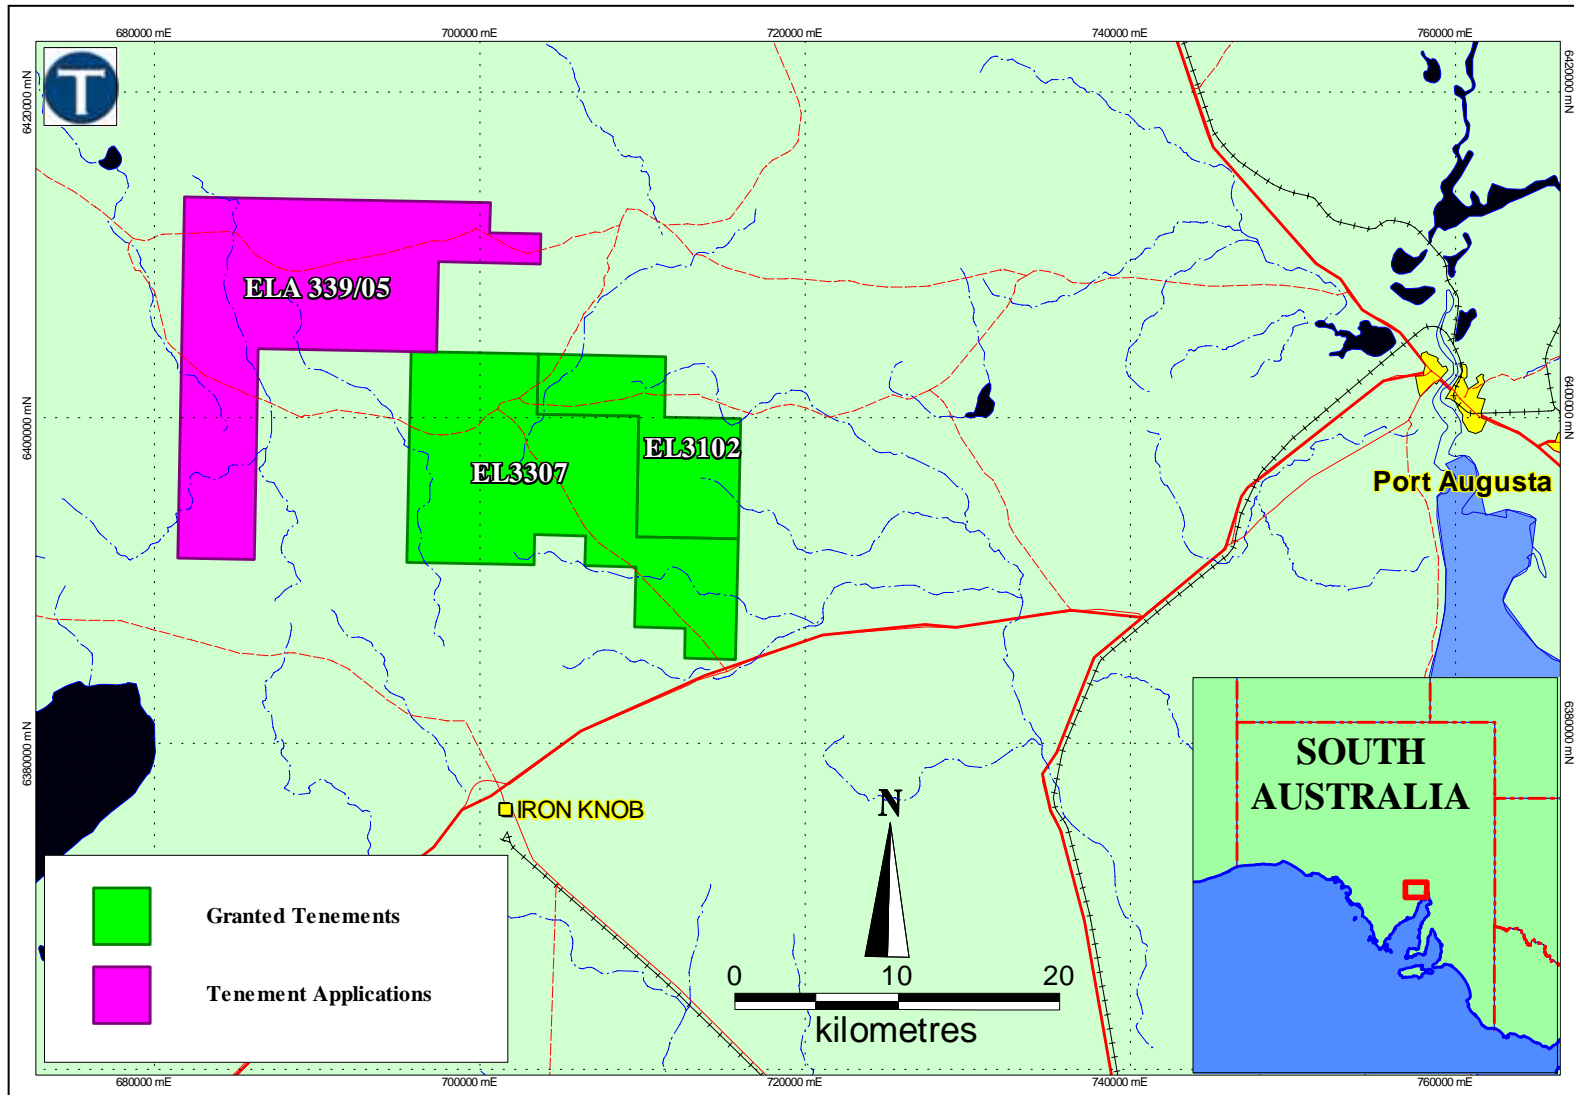 680000 mE
700000 mE
720000 mE
740000 mE
760000 mE
T
6420000 mN
6420000 mN
ELA 339/05
6400000 mN
6400000 mN
EL3102
EL3307
Port Augusta
6380000 mN
SOUTH
AUSTRALIA
N
IRON KNOB
Granted Tenements
Tenement Applications
0 10 20
kilometres
680000 mE
700000 mE
720000 mE
740000 mE
760000 mE